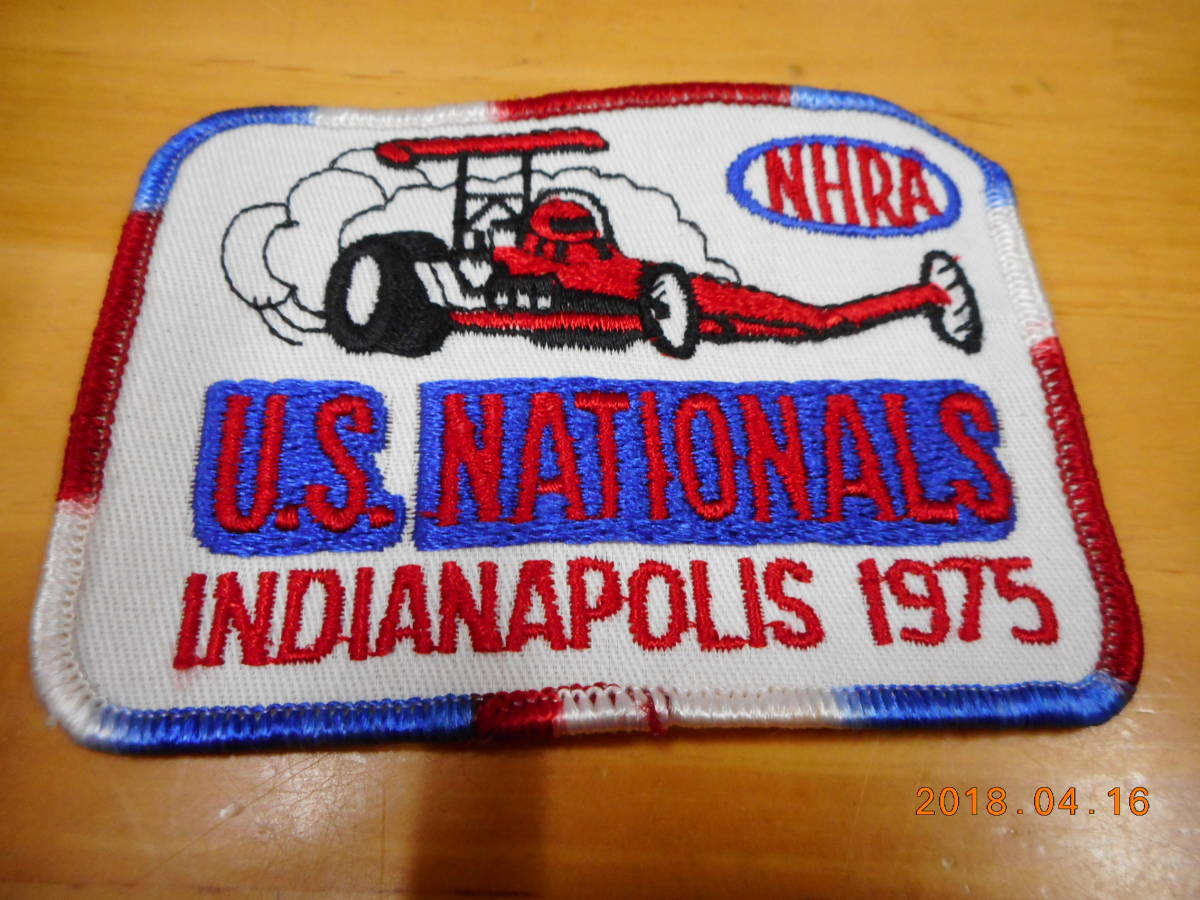 NHRA
U.S. NATIONALS
INDIANAPOLIS 1975
2018.04.16